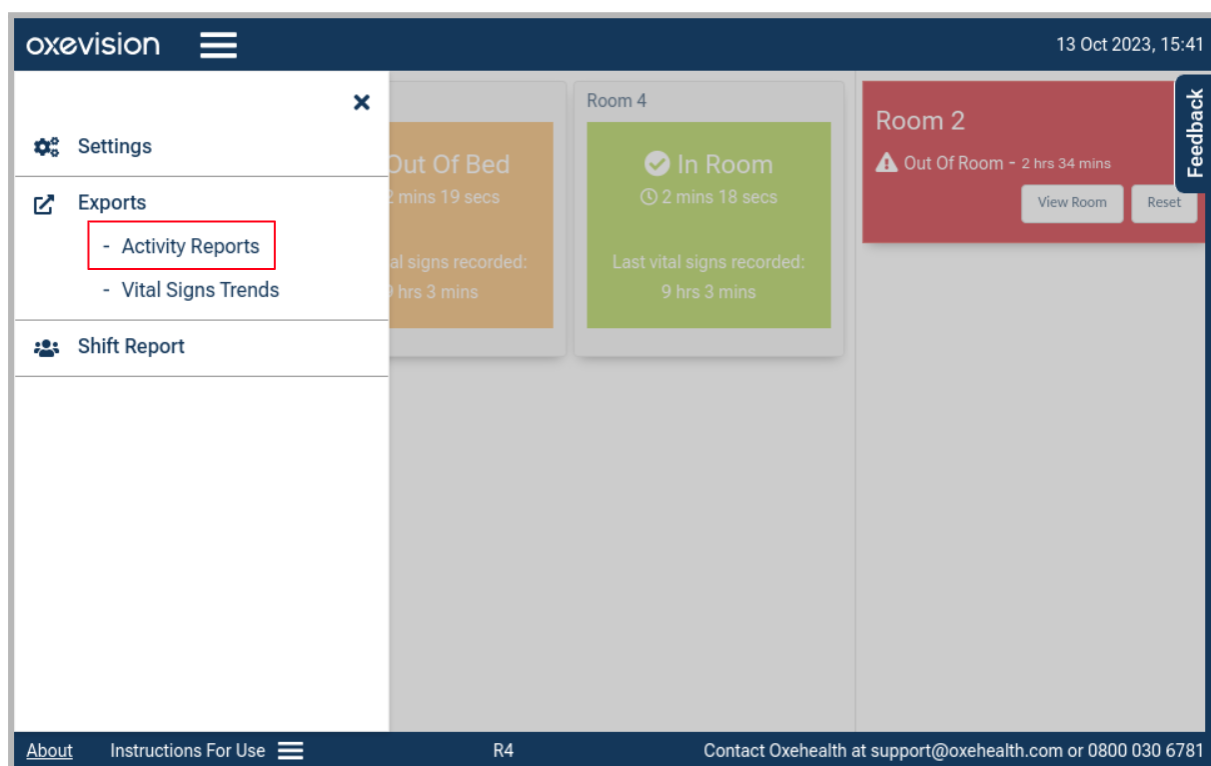 oxevision
13 Oct 2023, 15:41
Settings
Exports
- Activity Reports
- Vital Signs Trends
Shift Report
Out Of Bed
mins 19 secs
signs recorded:
hrs 3 mins
Room 4
In Room
2 mins 18 secs
Last vital signs recorded:
9 hrs 3 mins
Room 2
Out Of Room - 2 hrs 34 mins
View Room
Reset
Feedback
About
Instructions For Use
R4
Contact Oxehealth at support@oxehealth.com or 0800 030 6781